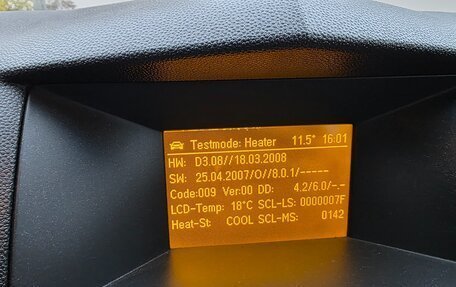 Testmode: Heater 11.5° 16:01
HW: D3.08//18.03.2008
SW: 25.04.2007/O//8.0.1/-----
Code:009 Ver:00 DD: 4.2/6.0/-.-
LCD-Temp: 18°C SCL-LS: 0000007F
Heat-St: COOL SCL-MS: 0142